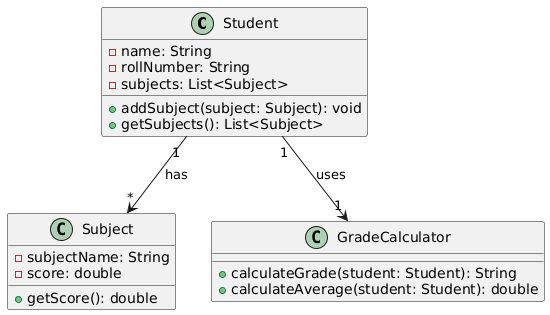 C Student
name: String
rollNumber: String
subjects: List<Subject>
addSubject(subject: Subject): void
getSubjects(): List<Subject>
1
1
has
uses
*
1
C Subject
subjectName: String
score: double
getScore(): double
C GradeCalculator
calculateGrade(student: Student): String
calculateAverage(student: Student): double